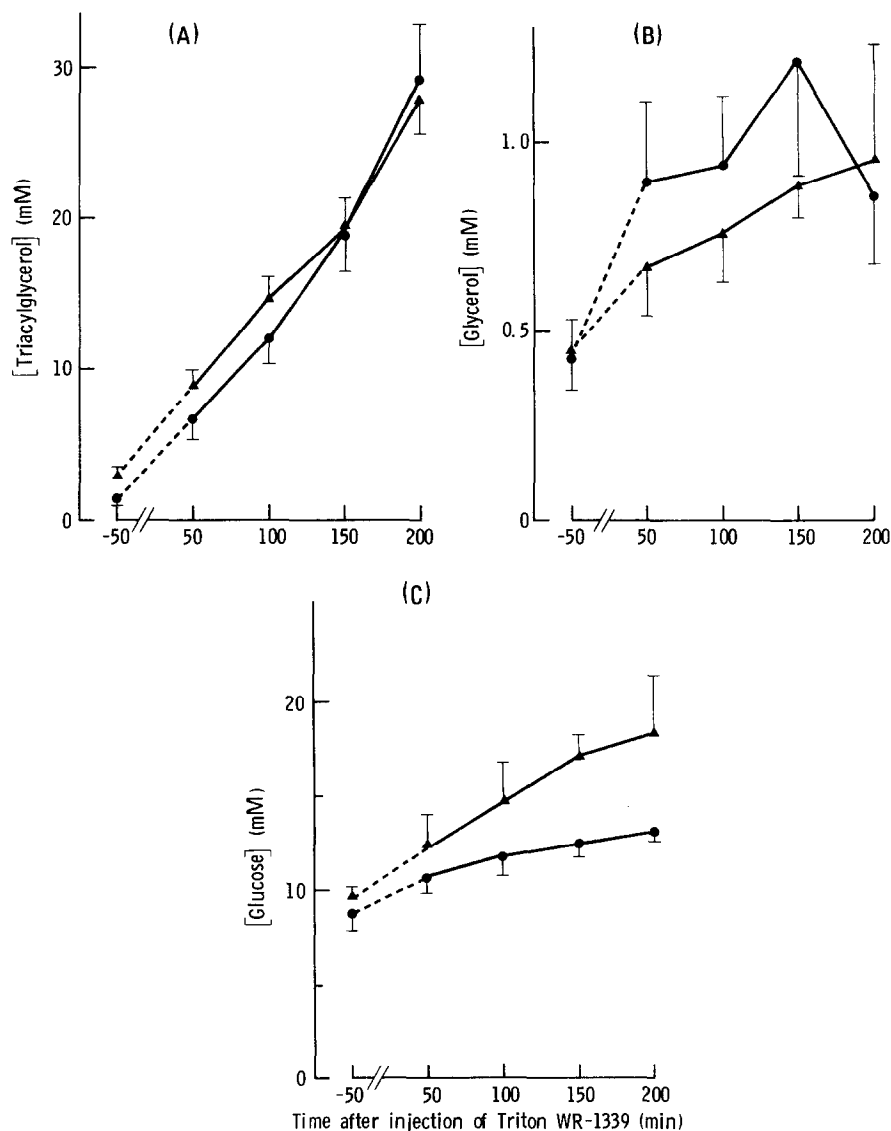 (A)
[Triacylglycerol] (mM)
30
20
10
0
-50 50 100 150 200
(B)
[Glycerol] (mM)
1.0
0.5
0
-50 50 100 150 200
(C)
[Glucose] (mM)
20
10
0
-50 50 100 150 200
Time after injection of Triton WR-1339 (min)